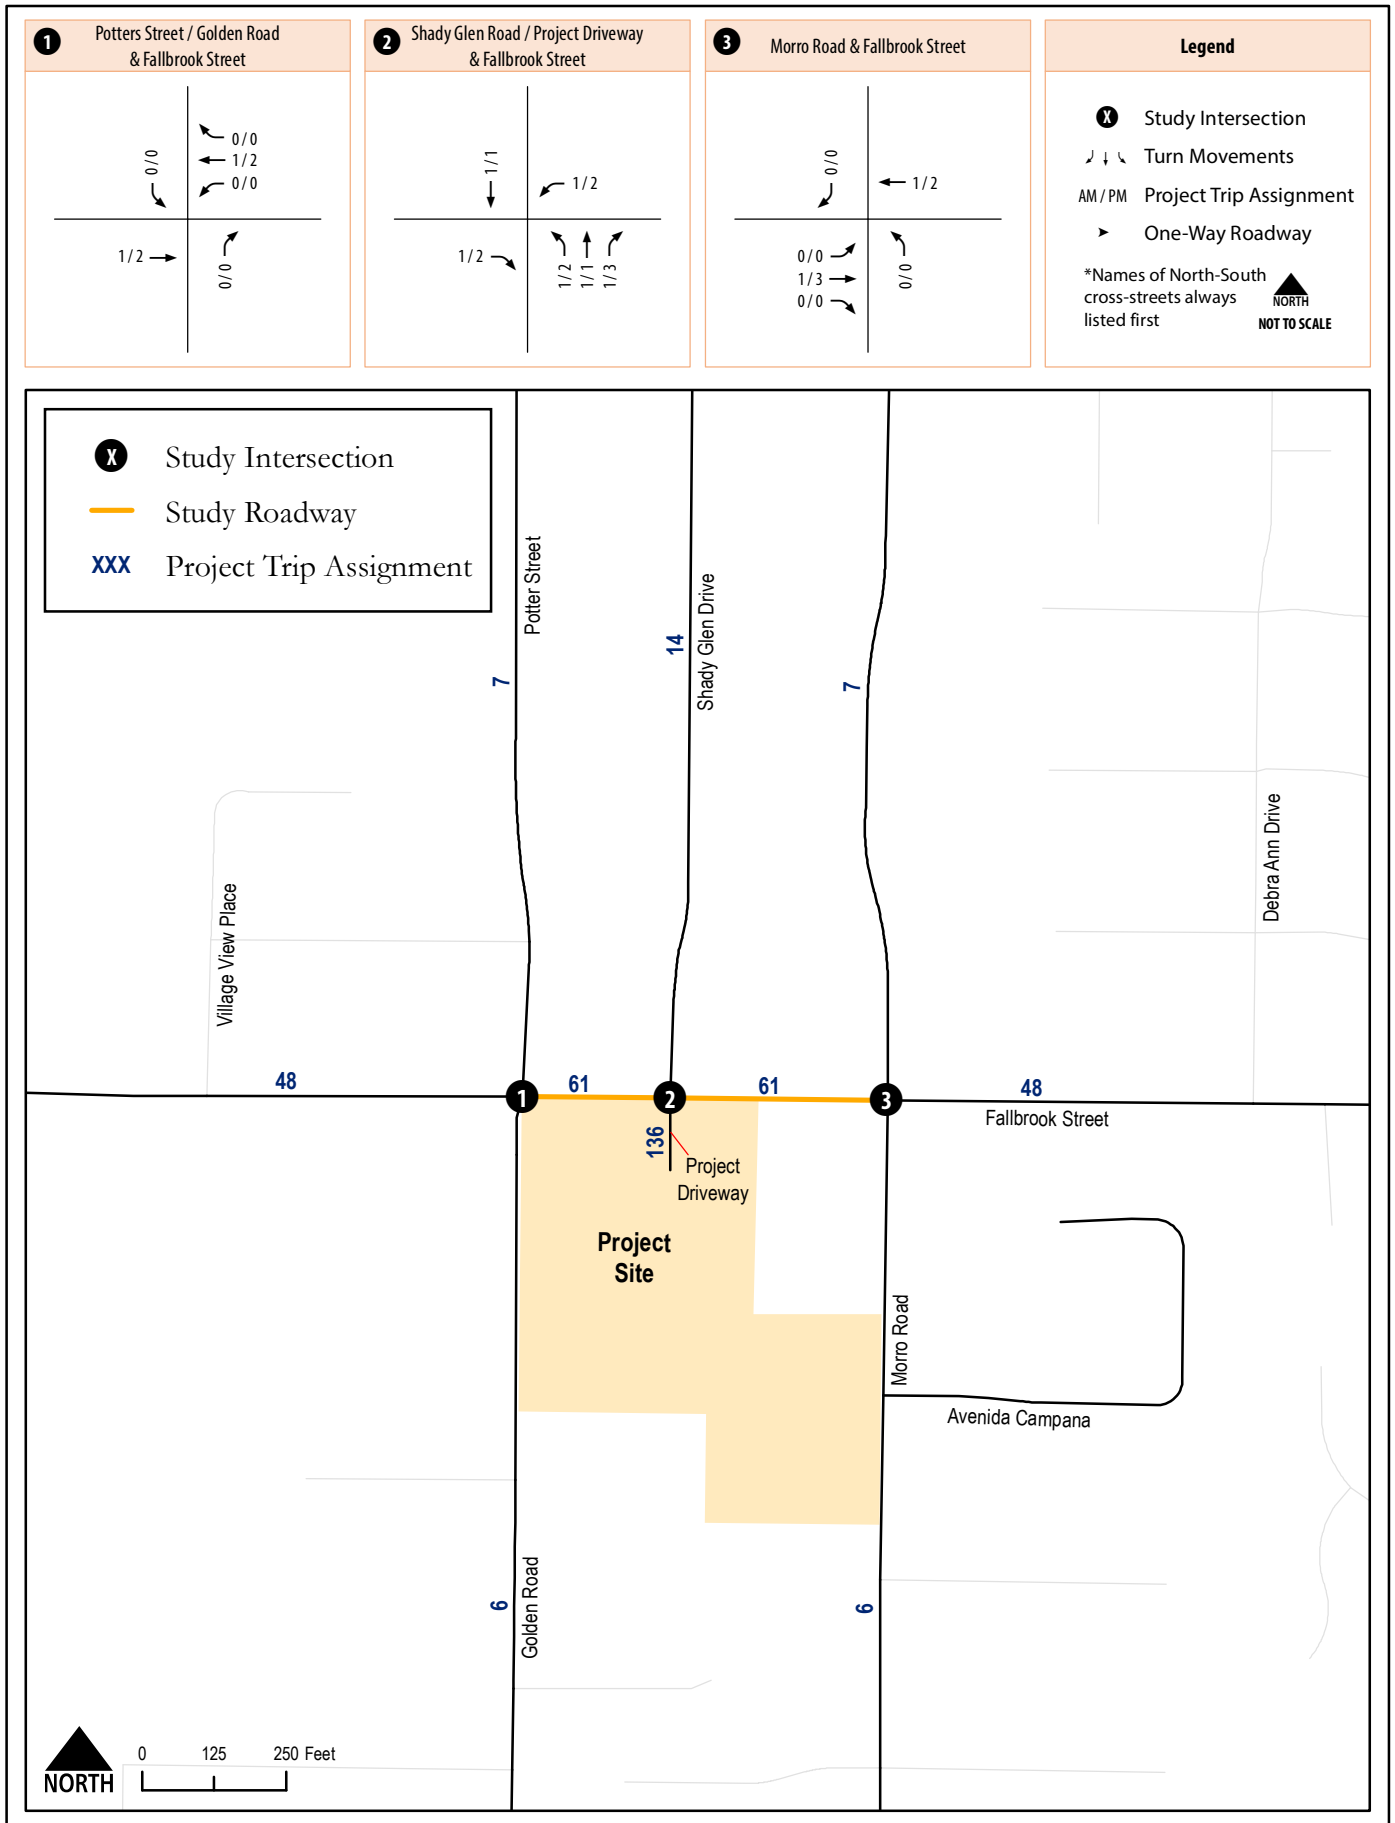 1
Potters Street / Golden Road
& Fallbrook Street
0 / 0
0 / 0
1 / 2
0 / 0
1 / 2
0 / 0
2
Shady Glen Road / Project Driveway
& Fallbrook Street
1 / 1
1 / 2
1 / 2
1 / 2
1 / 1
1 / 3
3
Morro Road & Fallbrook Street
0 / 0
1 / 2
0 / 0
1 / 3
0 / 0
0 / 0
Legend
X Study Intersection
Turn Movements
AM / PM Project Trip Assignment
One-Way Roadway
*Names of North-South
cross-streets always
listed first
NORTH
NOT TO SCALE
X Study Intersection
Study Roadway
XXX Project Trip Assignment
Potter Street
7
14
Shady Glen Drive
7
Village View Place
Debra Ann Drive
48
1
61
2
61
3
48
Fallbrook Street
136
Project
Driveway
Project
Site
Morro Road
Avenida Campana
6
Golden Road
6
NORTH
0 125 250 Feet